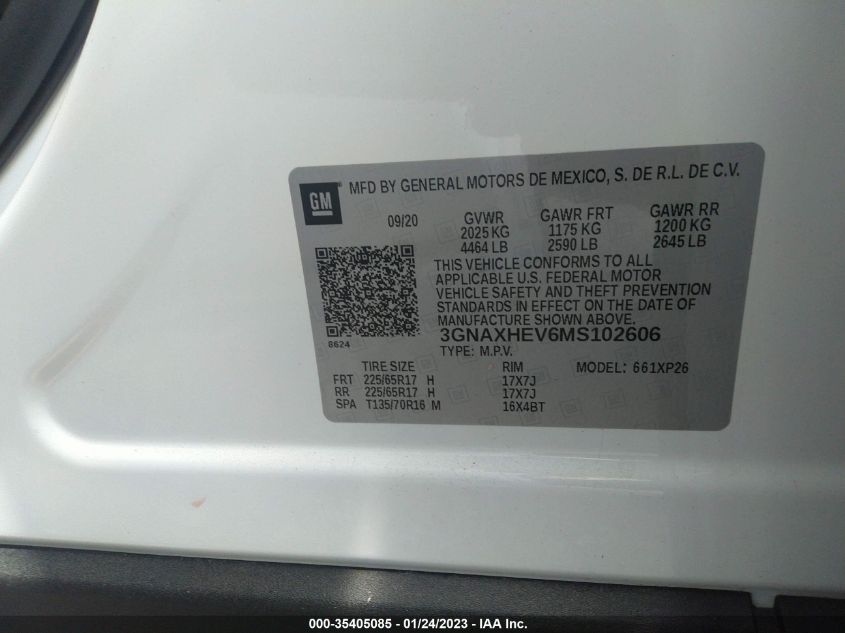 GM
MFD BY GENERAL MOTORS DE MEXICO, S. DE R.L. DE C.V.
09/20 GVWR GAWR FRT GAWR RR
2025 KG 1175 KG 1200 KG
4464 LB 2590 LB 2645 LB
THIS VEHICLE CONFORMS TO ALL
APPLICABLE U.S. FEDERAL MOTOR
VEHICLE SAFETY AND THEFT PREVENTION
STANDARDS IN EFFECT ON THE DATE OF
MANUFACTURE SHOWN ABOVE.
8624 3GNAXHEV6MS102606
TYPE: M.P.V.
TIRE SIZE RIM MODEL: 661XP26
FRT 225/65R17 H 17X7J
RR 225/65R17 H 17X7J
SPA T135/70R16 M 16X4BT
000-35405085 - 01/24/2023 - IAA Inc.